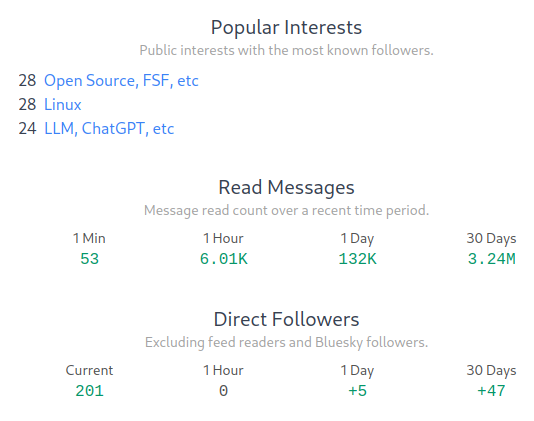 Popular Interests
Public interests with the most known followers.
28 Open Source, FSF, etc
28 Linux
24 LLM, ChatGPT, etc
Read Messages
Message read count over a recent time period.
1 Min 1 Hour 1 Day 30 Days
53 6.01K 132K 3.24M
Direct Followers
Excluding feed readers and Bluesky followers.
Current 1 Hour 1 Day 30 Days
201 0 +5 +47